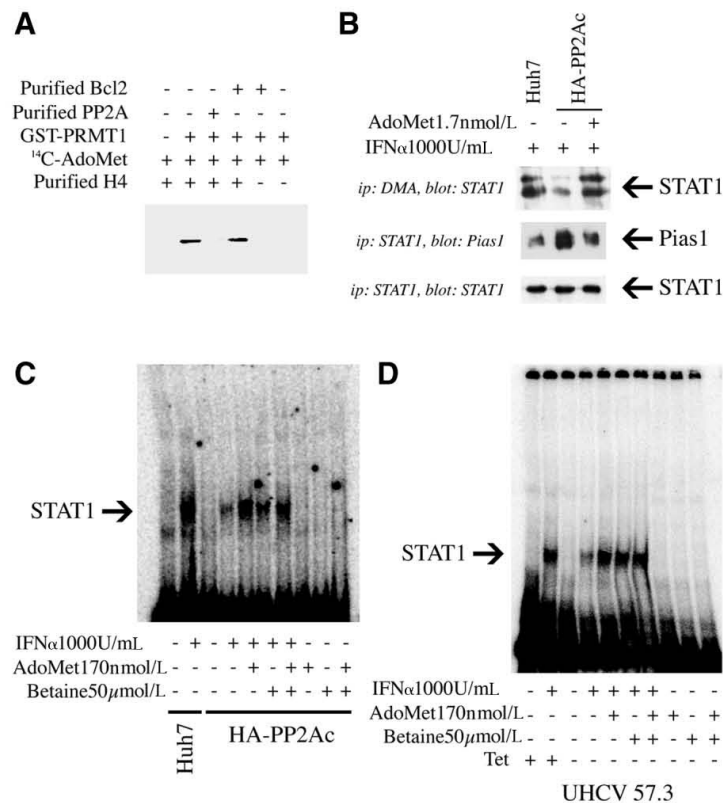 A
Purified Bcl2 - - - + + -
Purified PP2A - - + - - -
GST-PRMT1 - + + + + +
¹⁴C-AdoMet + + + + + +
Purified H4 + + + + - -
B
Huh7
HA-PP2Ac
AdoMet1.7nmol/L - - +
IFNα1000U/mL + + +
ip: DMA, blot: STAT1
STAT1
ip: STAT1, blot: Pias1
Pias1
ip: STAT1, blot: STAT1
STAT1
C
STAT1
IFNα1000U/mL - + - + + + + - - -
AdoMet170nmol/L - - - - + - + + - +
Betaine50μmol/L - - - - - + + - + +
Huh7
HA-PP2Ac
D
STAT1
IFNα1000U/mL - + - + + + + - - -
AdoMet170nmol/L - - - - + - + + - +
Betaine50μmol/L - - - - - + + - + +
Tet + + - - - - - - - -
UHCV 57.3